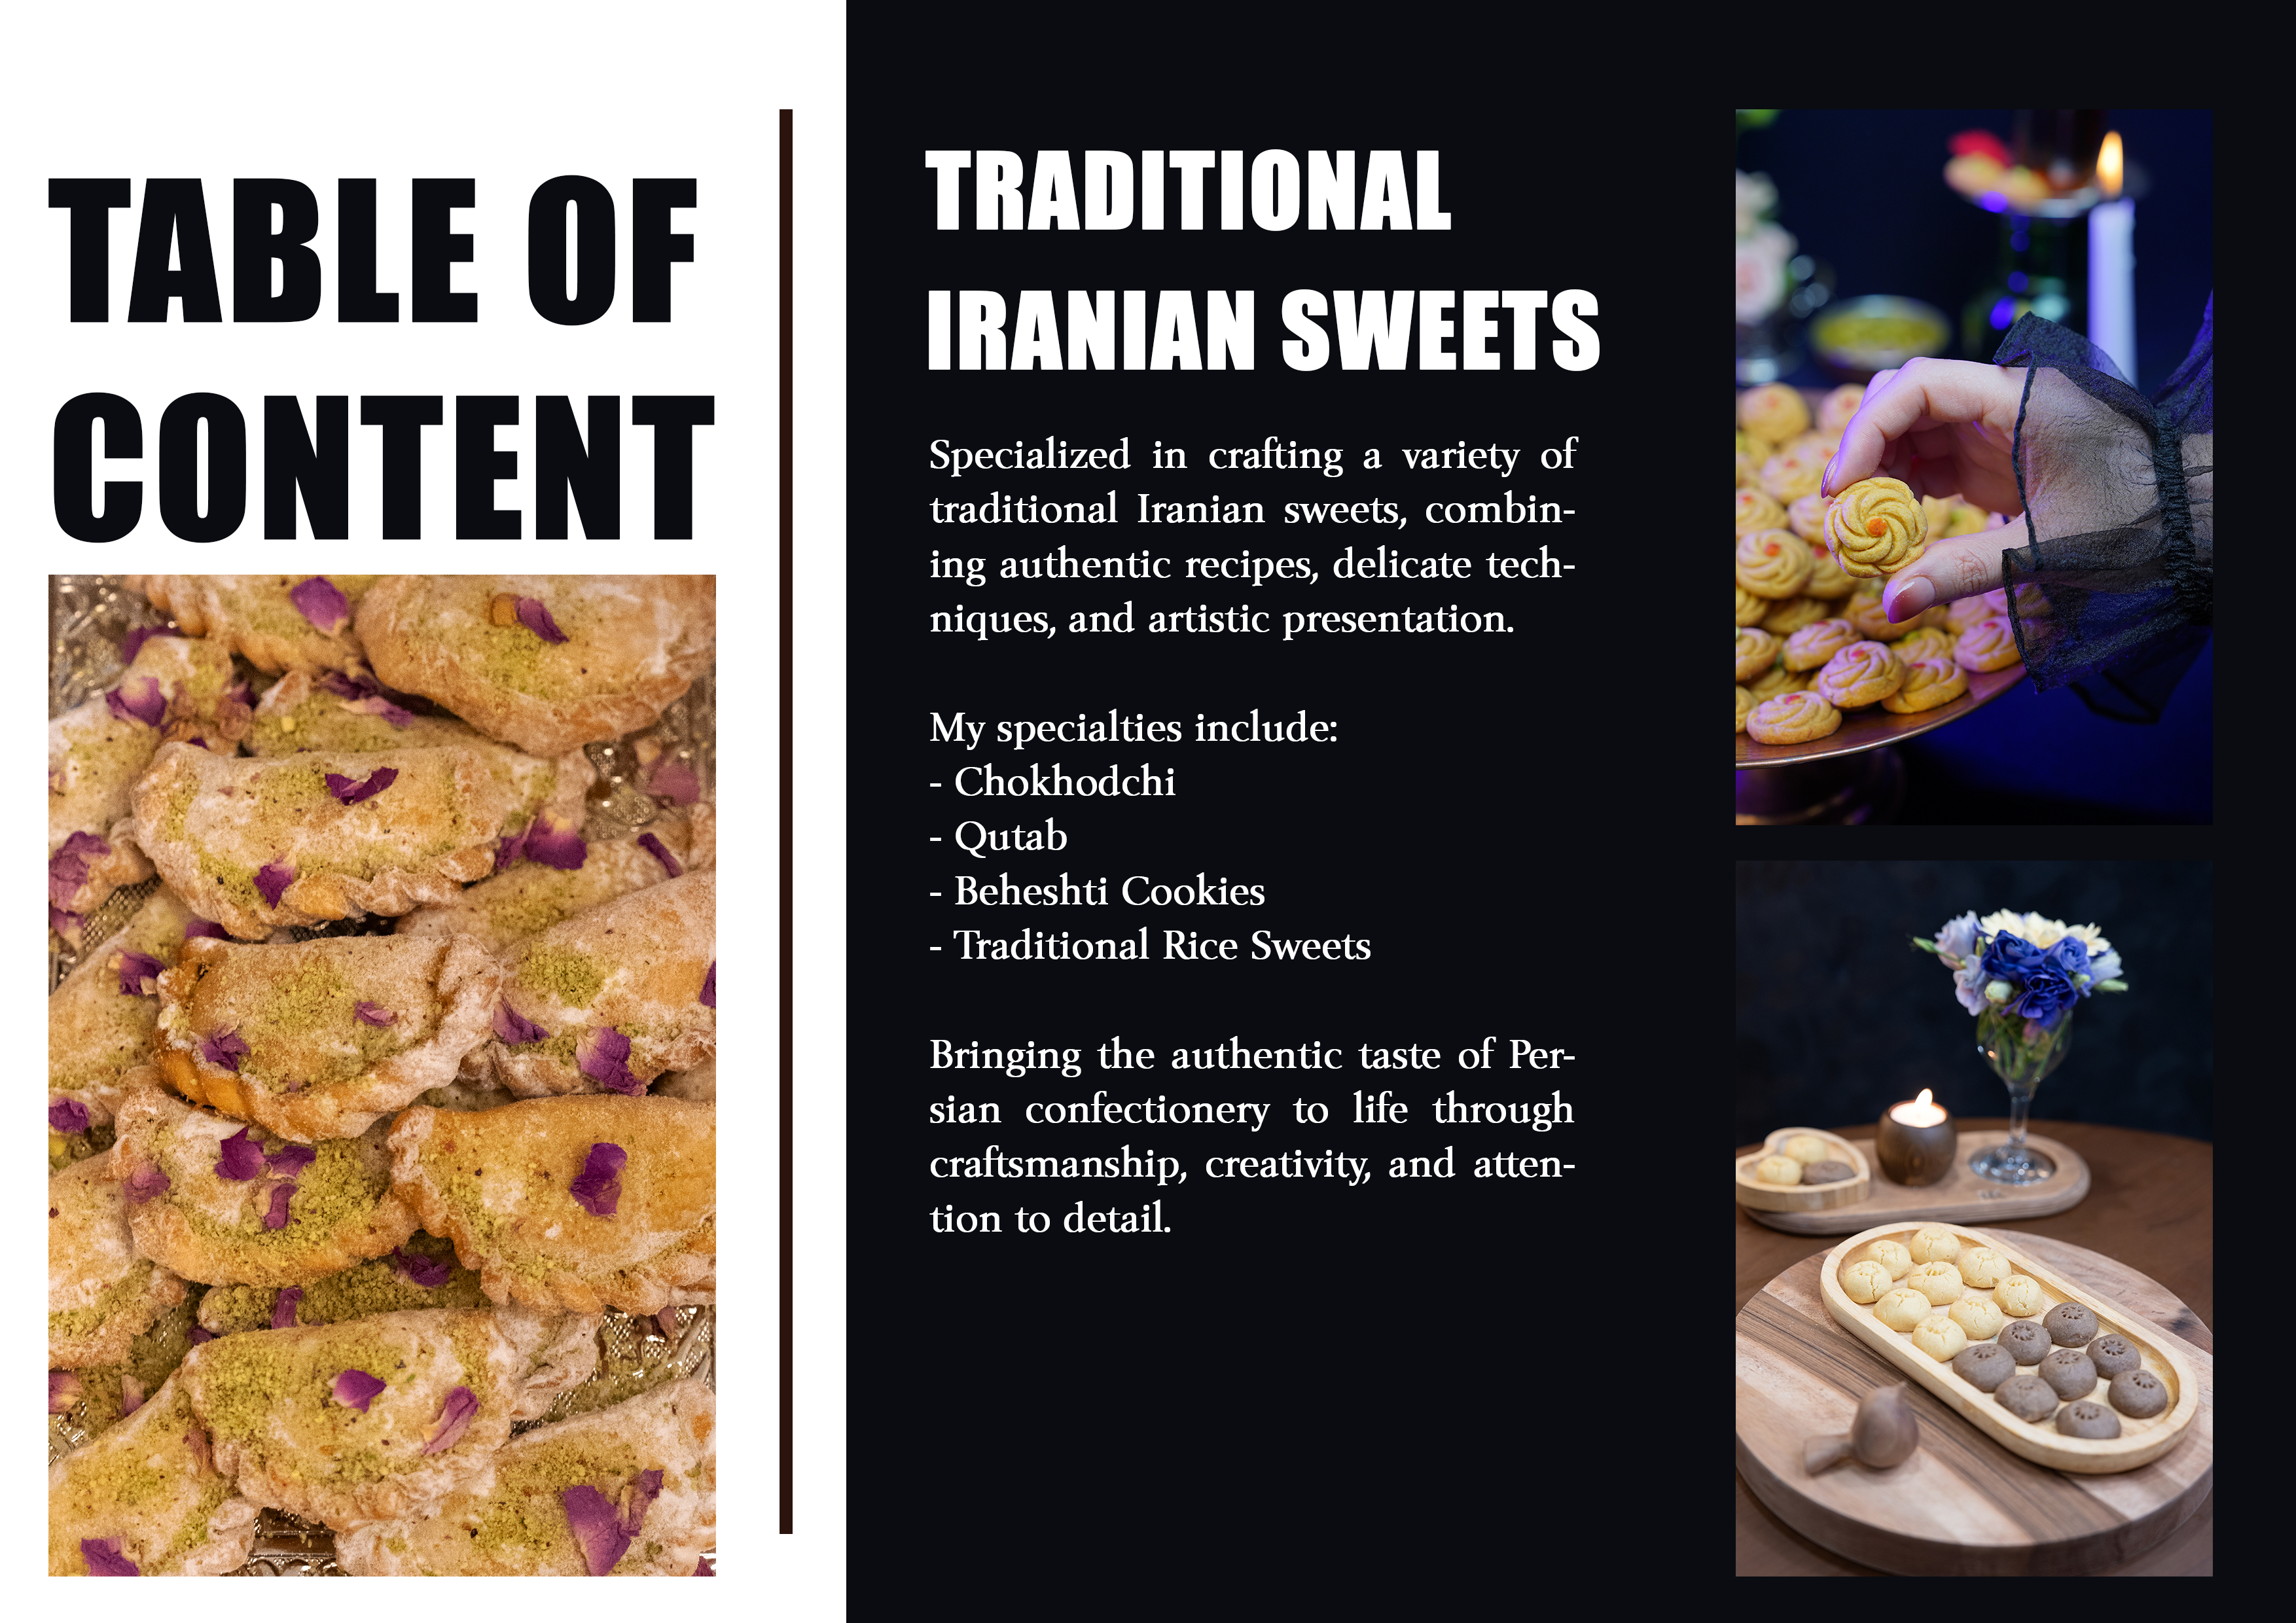 TABLE OF
CONTENT
TRADITIONAL
IRANIAN SWEETS
Specialized in crafting a variety of
traditional Iranian sweets, combin-
ing authentic recipes, delicate tech-
niques, and artistic presentation.
My specialties include:
- Chokhodchi
- Qutab
- Beheshti Cookies
- Traditional Rice Sweets
Bringing the authentic taste of Per-
sian confectionery to life through
craftsmanship, creativity, and atten-
tion to detail.